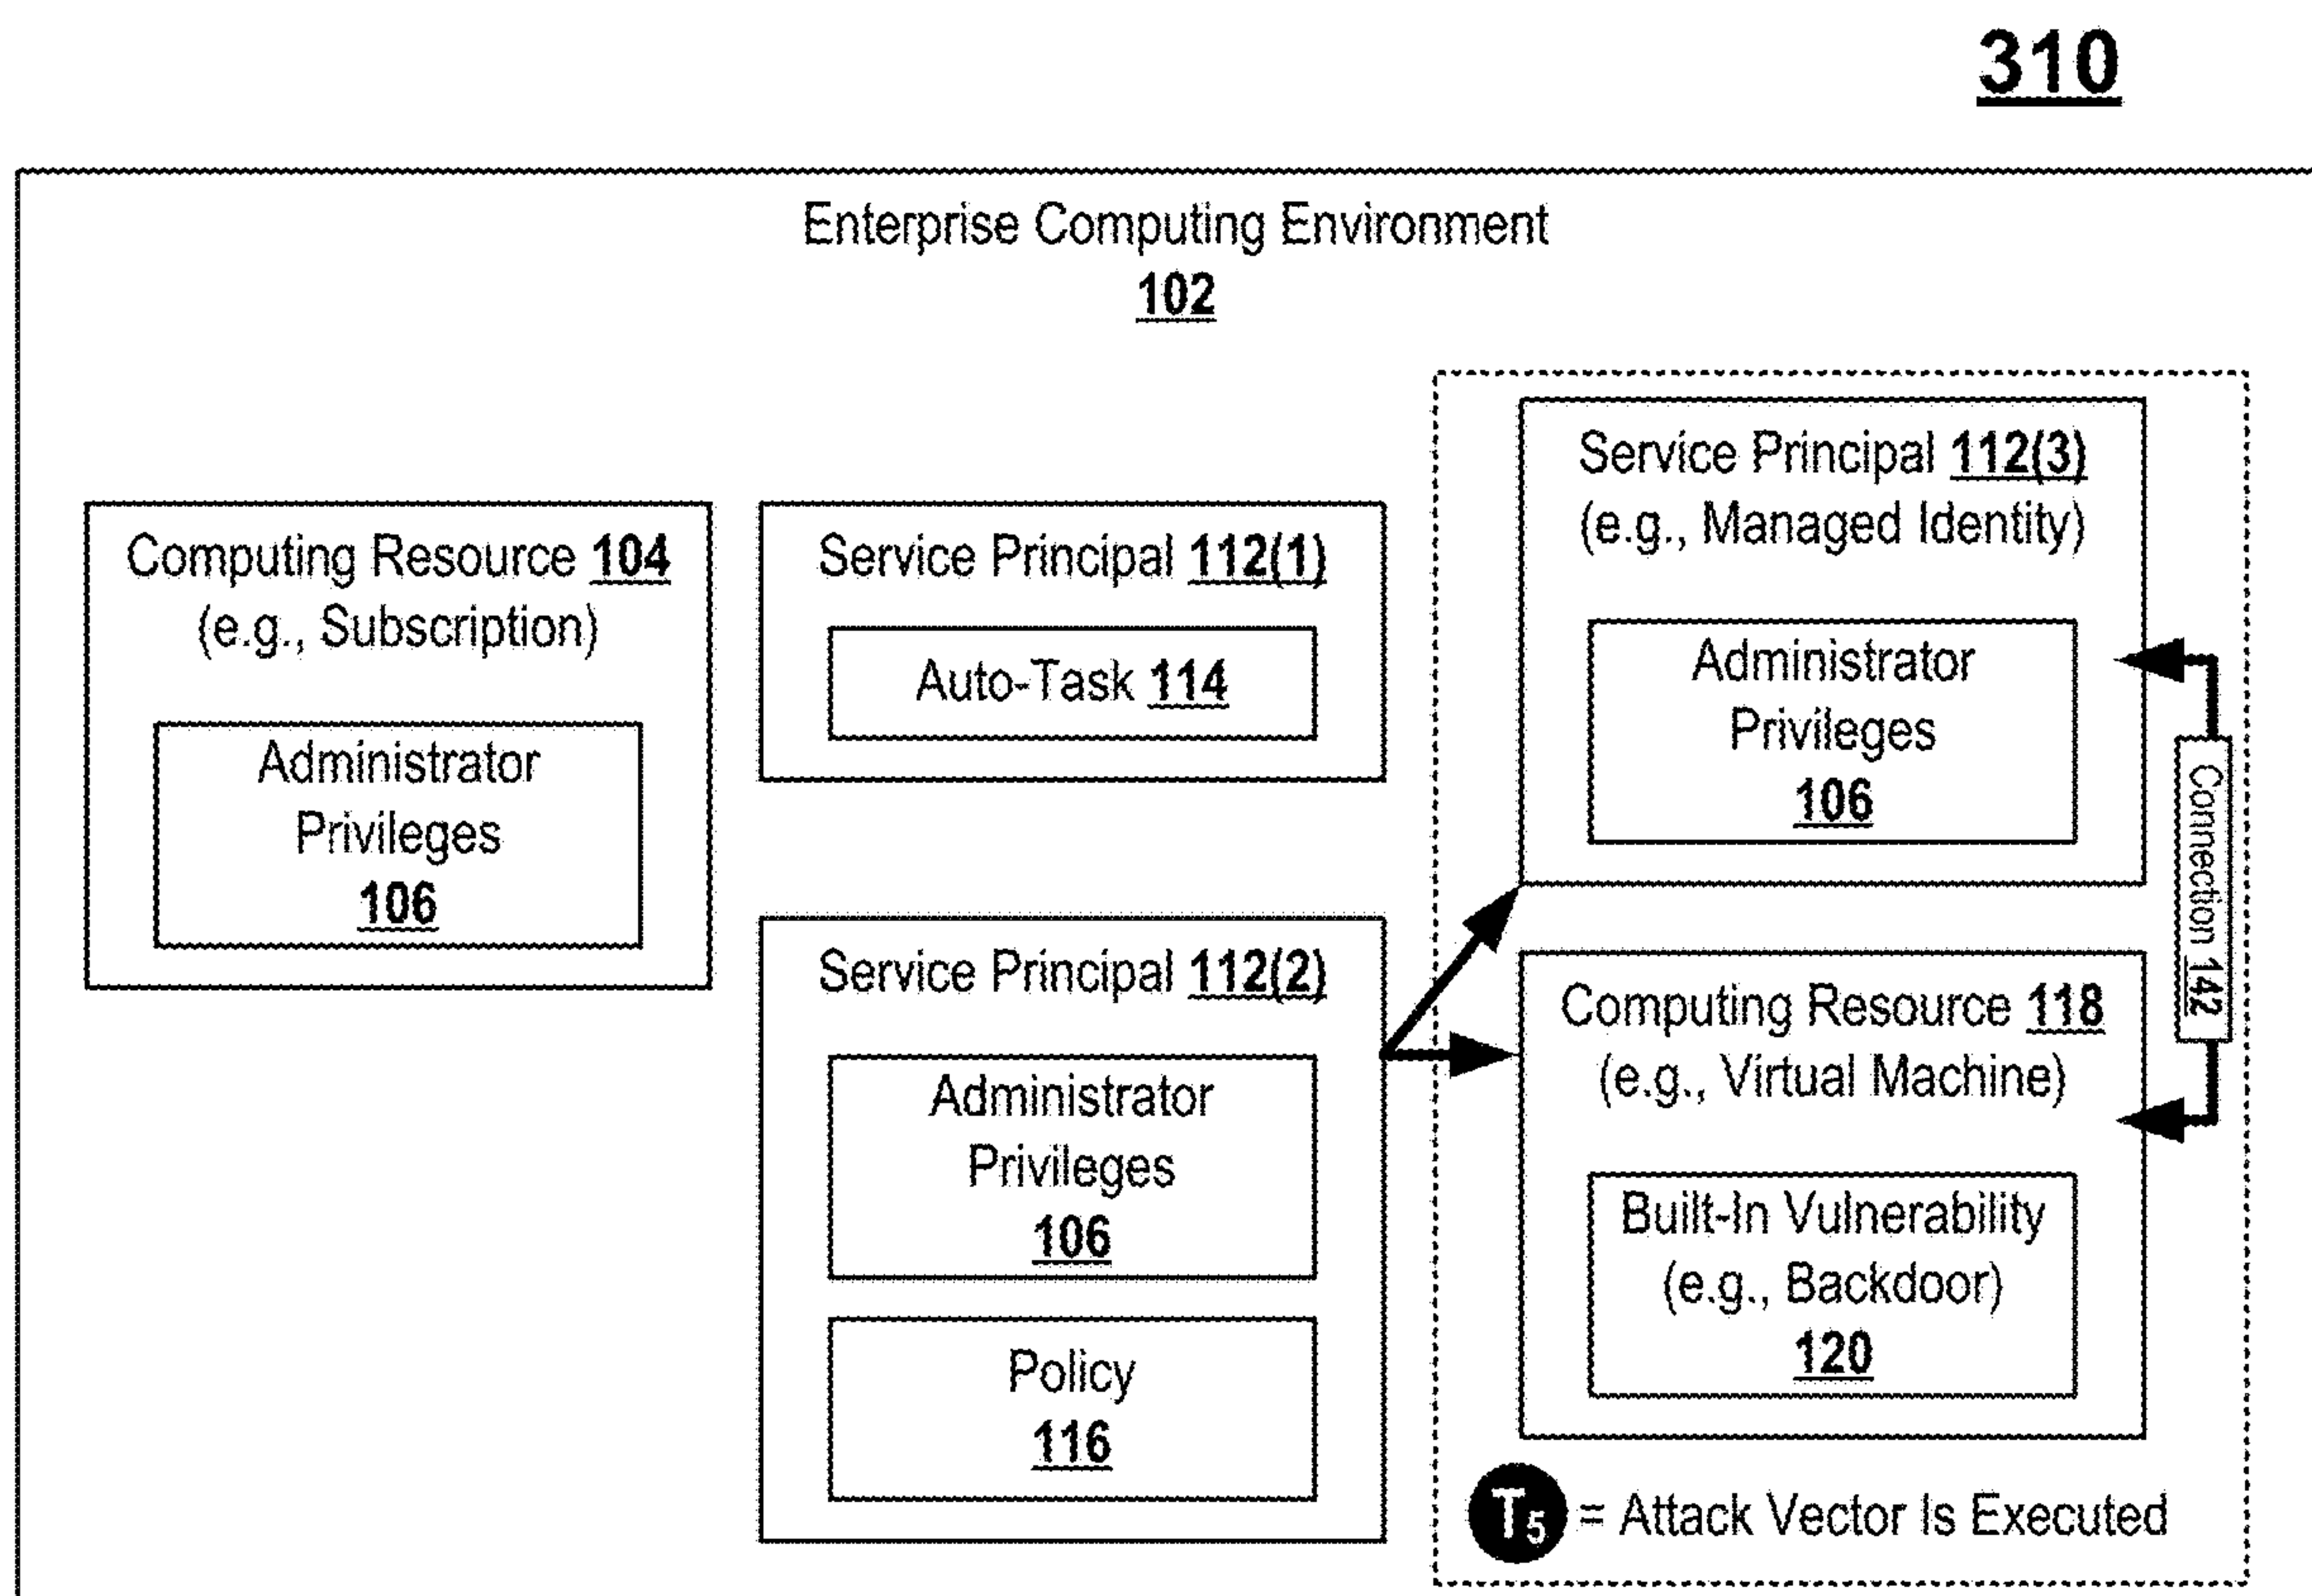 310
Enterprise Computing Environment
102
Computing Resource 104
(e.g., Subscription)
Administrator
Privileges
106
Service Principal 112(1)
Auto-Task 114
Service Principal 112(2)
Administrator
Privileges
106
Policy
116
Service Principal 112(3)
(e.g., Managed Identity)
Administrator
Privileges
106
Connection 142
Computing Resource 118
(e.g., Virtual Machine)
Built-In Vulnerability
(e.g., Backdoor)
120
T5 = Attack Vector Is Executed